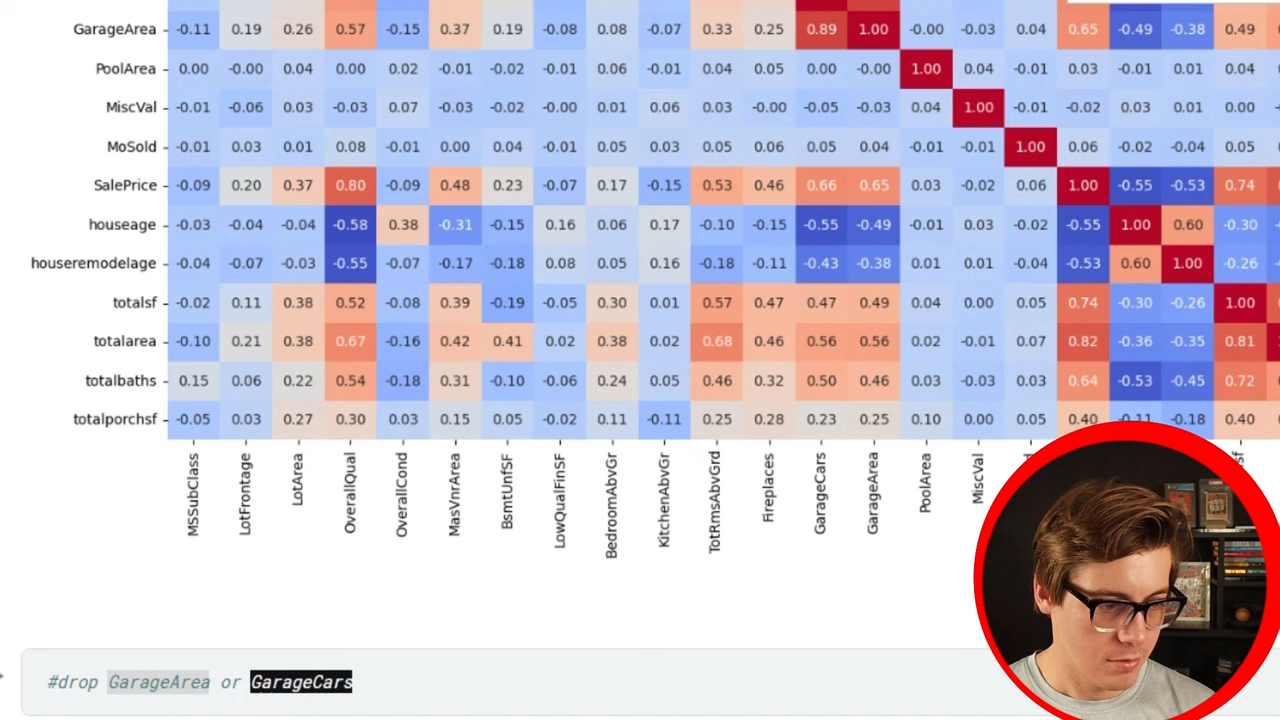 GarageArea -0.11 0.19 0.26 0.57 -0.15 0.37 0.19 -0.08 0.08 -0.07 0.33 0.25 0.89 1.00 -0.00 -0.03 0.04 0.65 -0.49 -0.38 0.49
PoolArea 0.00 -0.00 0.04 0.00 0.02 -0.01 -0.02 -0.01 0.06 -0.01 0.04 0.05 0.00 -0.00 1.00 0.04 -0.01 0.03 -0.01 0.01 0.04
MiscVal -0.01 -0.06 0.03 -0.03 0.07 -0.03 -0.02 -0.00 0.01 0.06 0.03 -0.00 -0.05 -0.03 0.04 1.00 -0.01 -0.02 0.03 0.01 0.00
MoSold -0.01 0.03 0.01 0.08 -0.01 0.00 0.04 -0.01 0.05 0.03 0.05 0.06 0.05 0.04 -0.01 -0.01 1.00 0.06 -0.02 -0.04 0.05
SalePrice -0.09 0.20 0.37 0.80 -0.09 0.48 0.23 -0.07 0.17 -0.15 0.53 0.46 0.66 0.65 0.03 -0.02 0.06 1.00 -0.55 -0.53 0.74
houseage -0.03 -0.04 -0.04 -0.58 0.38 -0.31 -0.15 0.16 0.06 0.17 -0.10 -0.15 -0.55 -0.49 -0.01 0.03 -0.02 -0.55 1.00 0.60 -0.30
houseremodelage -0.04 -0.07 -0.03 -0.55 -0.07 -0.17 -0.18 0.08 0.05 0.16 -0.18 -0.11 -0.43 -0.38 0.01 0.01 -0.04 -0.53 0.60 1.00 -0.26
totalsf -0.02 0.11 0.38 0.52 -0.08 0.39 -0.19 -0.05 0.30 0.01 0.57 0.47 0.47 0.49 0.04 0.00 0.05 0.74 -0.30 -0.26 1.00
totalarea -0.10 0.21 0.38 0.67 -0.16 0.42 0.41 0.02 0.38 0.02 0.68 0.46 0.56 0.56 0.02 -0.01 0.07 0.82 -0.36 -0.35 0.81
totalbaths 0.15 0.06 0.22 0.54 -0.18 0.31 -0.10 -0.06 0.24 0.05 0.46 0.32 0.50 0.46 0.03 -0.03 0.03 0.64 -0.53 -0.45 0.72
totalporchsf -0.05 0.03 0.27 0.30 0.03 0.15 0.05 -0.02 0.11 -0.11 0.25 0.28 0.23 0.25 0.10 0.00 0.05 0.40 -0.11 -0.18 0.40
MSSubClass
LotFrontage
LotArea
OverallQual
OverallCond
MasVnrArea
BsmtUnfSF
LowQualFinSF
BedroomAbvGr
KitchenAbvGr
TotRmsAbvGrd
Fireplaces
GarageCars
GarageArea
PoolArea
MiscVal
#drop GarageArea or GarageCars